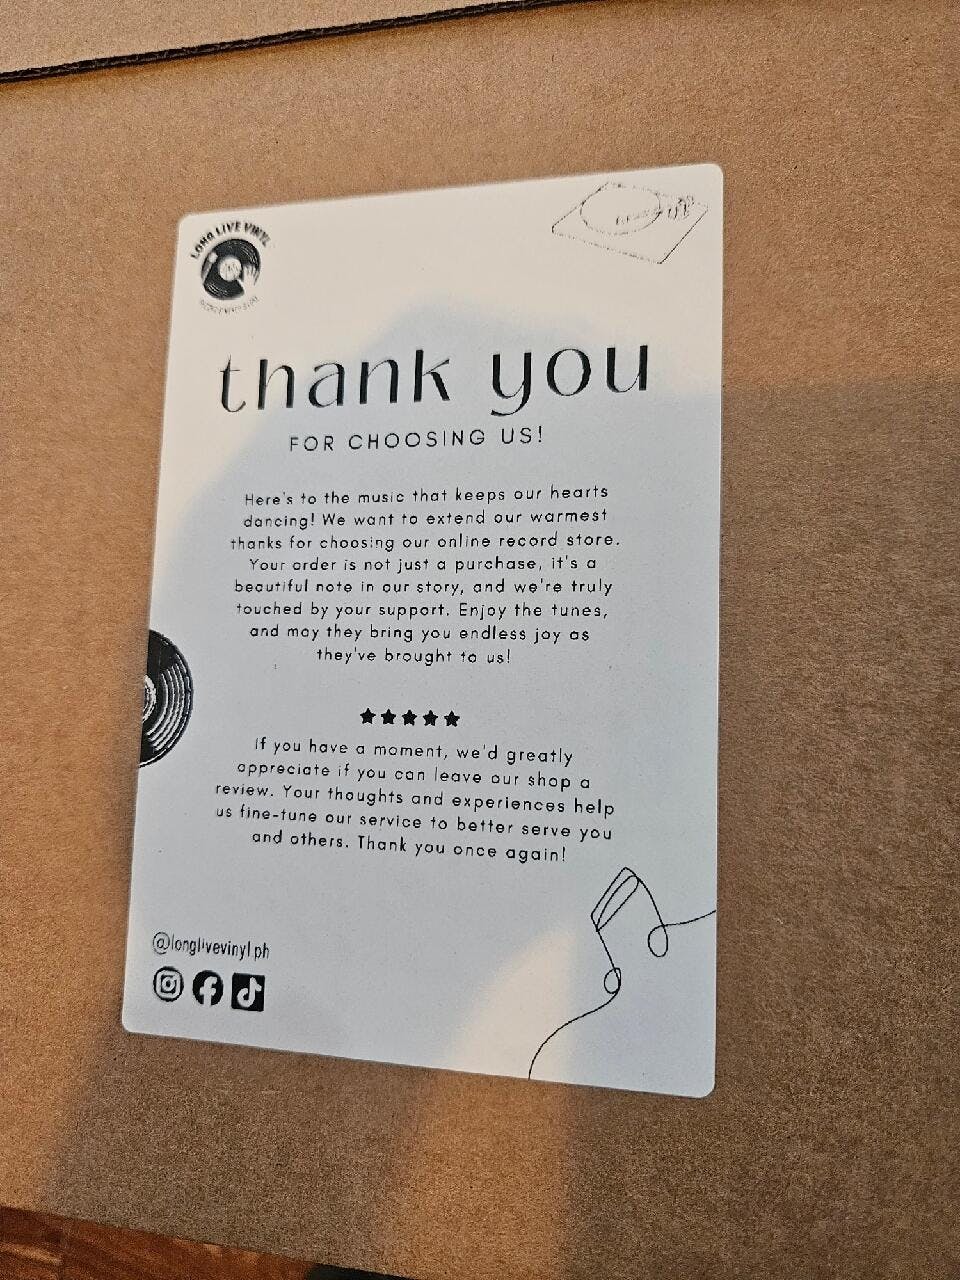 LONG LIVE VINYL
thank you
FOR CHOOSING US!
Here's to the music that keeps our hearts
dancing! We want to extend our warmest
thanks for choosing our online record store.
Your order is not just a purchase, it's a
beautiful note in our story, and we're truly
touched by your support. Enjoy the tunes,
and may they bring you endless joy as
they've brought to us!
If you have a moment, we'd greatly
appreciate if you can leave our shop a
review. Your thoughts and experiences help
us fine-tune our service to better serve you
and others. Thank you once again!
@longlivevinyl.ph